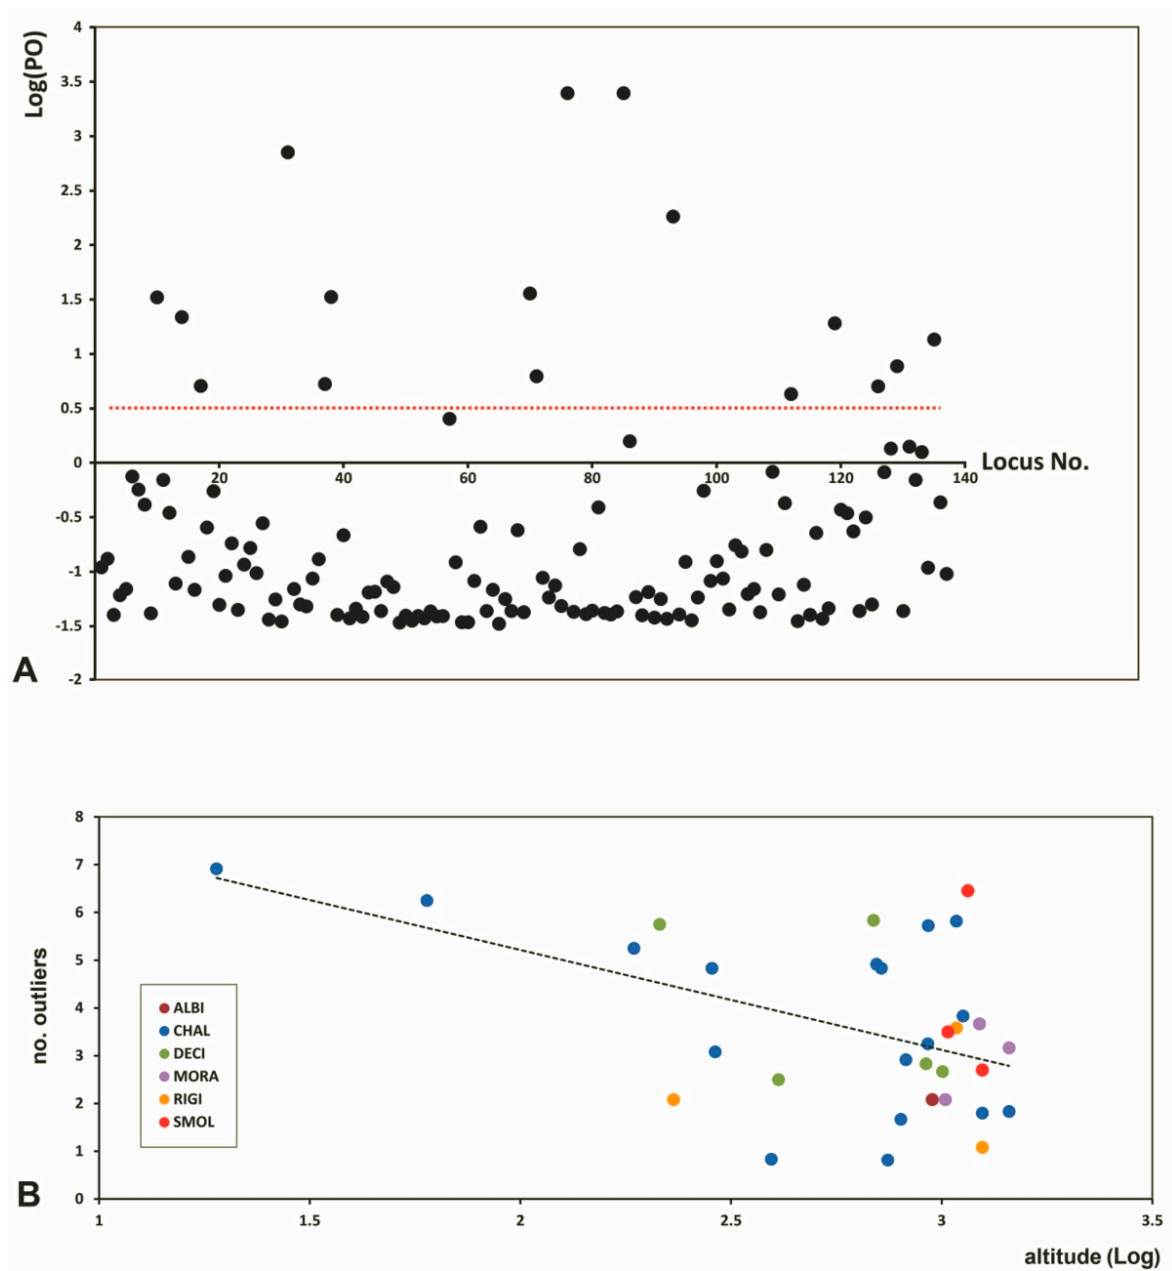 Log(PO)
4
3.5
3
2.5
2
1.5
1
0.5
0
-0.5
-1
-1.5
-2
20 40 60 80 100 120 140
Locus No.
A
no. outliers
8
7
6
5
4
3
2
1
0
ALBI
CHAL
DECI
MORA
RIGI
SMOL
B
1 1.5 2 2.5 3 3.5
altitude (Log)